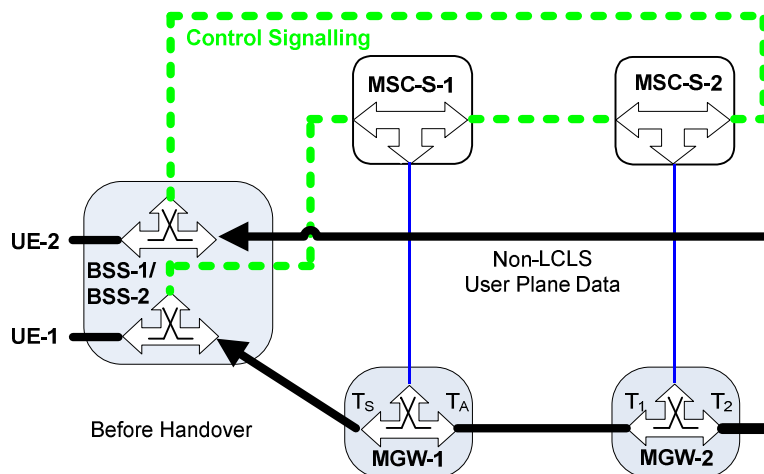 Control Signalling
MSC-S-1
MSC-S-2
UE-2
BSS-1/
BSS-2
Non-LCLS
User Plane Data
UE-1
TS
TA
T1
T2
Before Handover
MGW-1
MGW-2